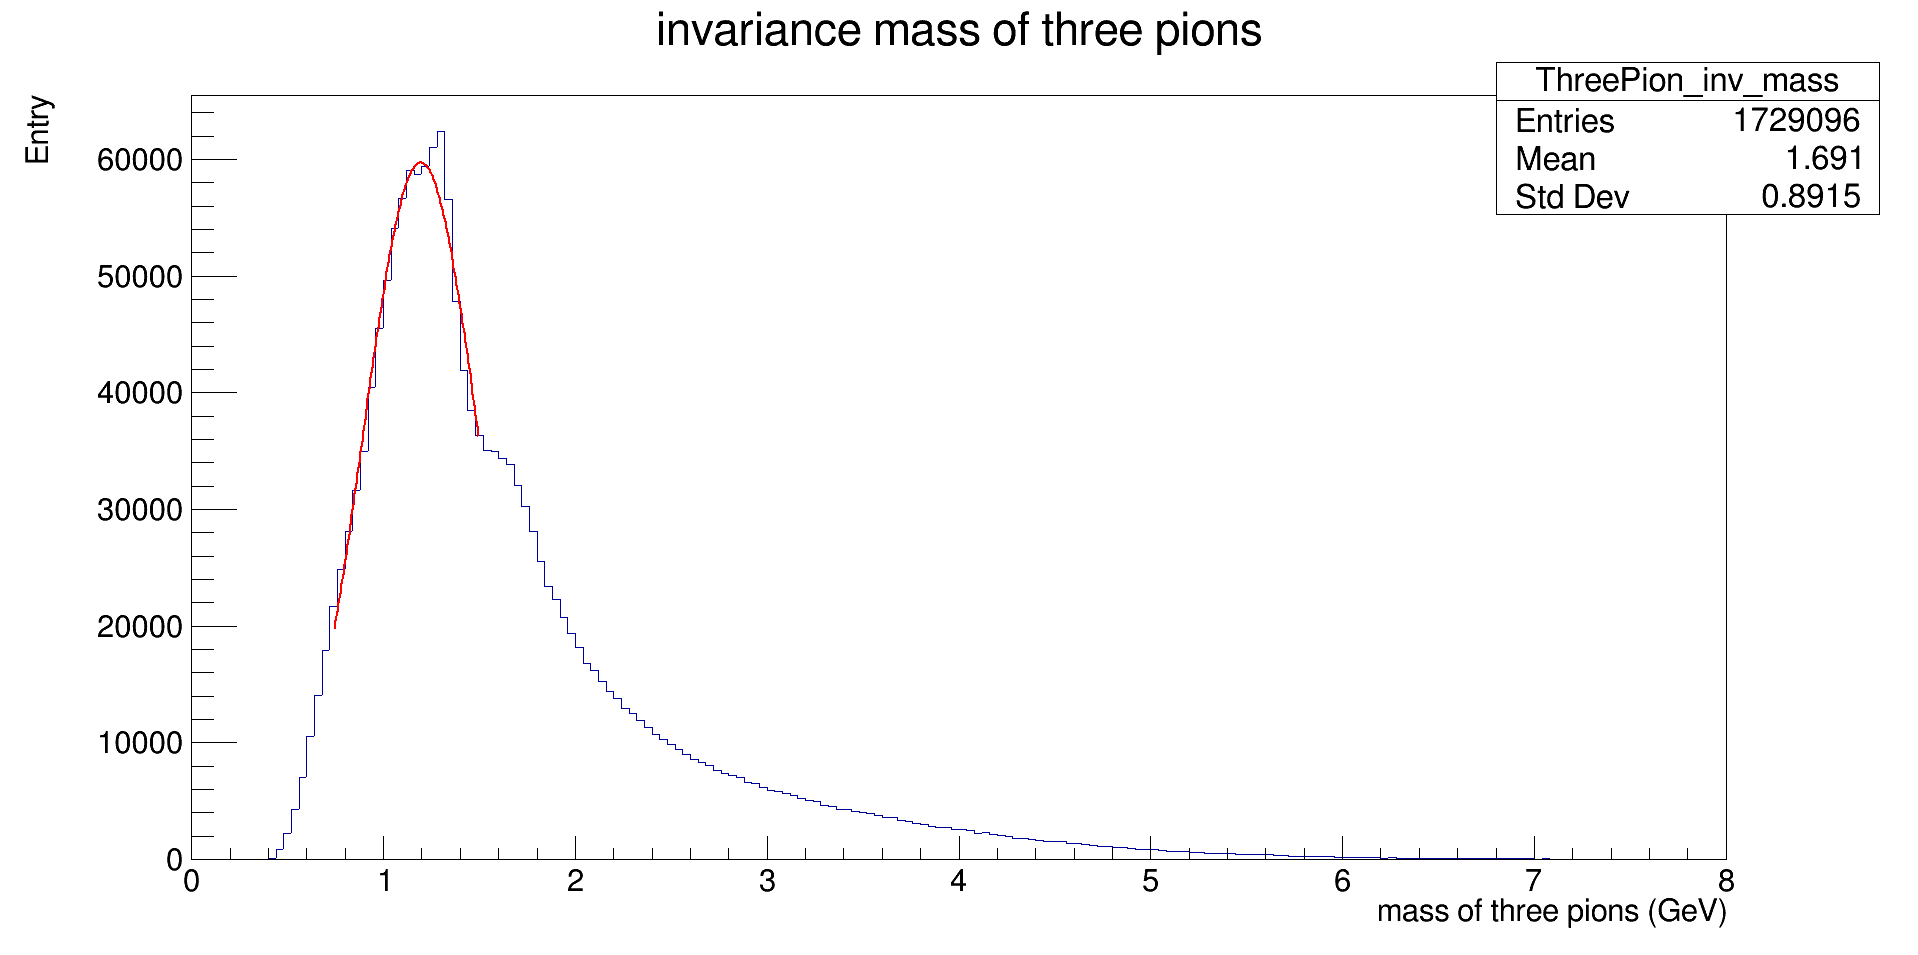 invariance mass of three pions
ThreePion_inv_mass
Entries 1729096
Mean 1.691
Std Dev 0.8915
Entry
60000
50000
40000
30000
20000
10000
0
0 1 2 3 4 5 6 7 8
mass of three pions (GeV)